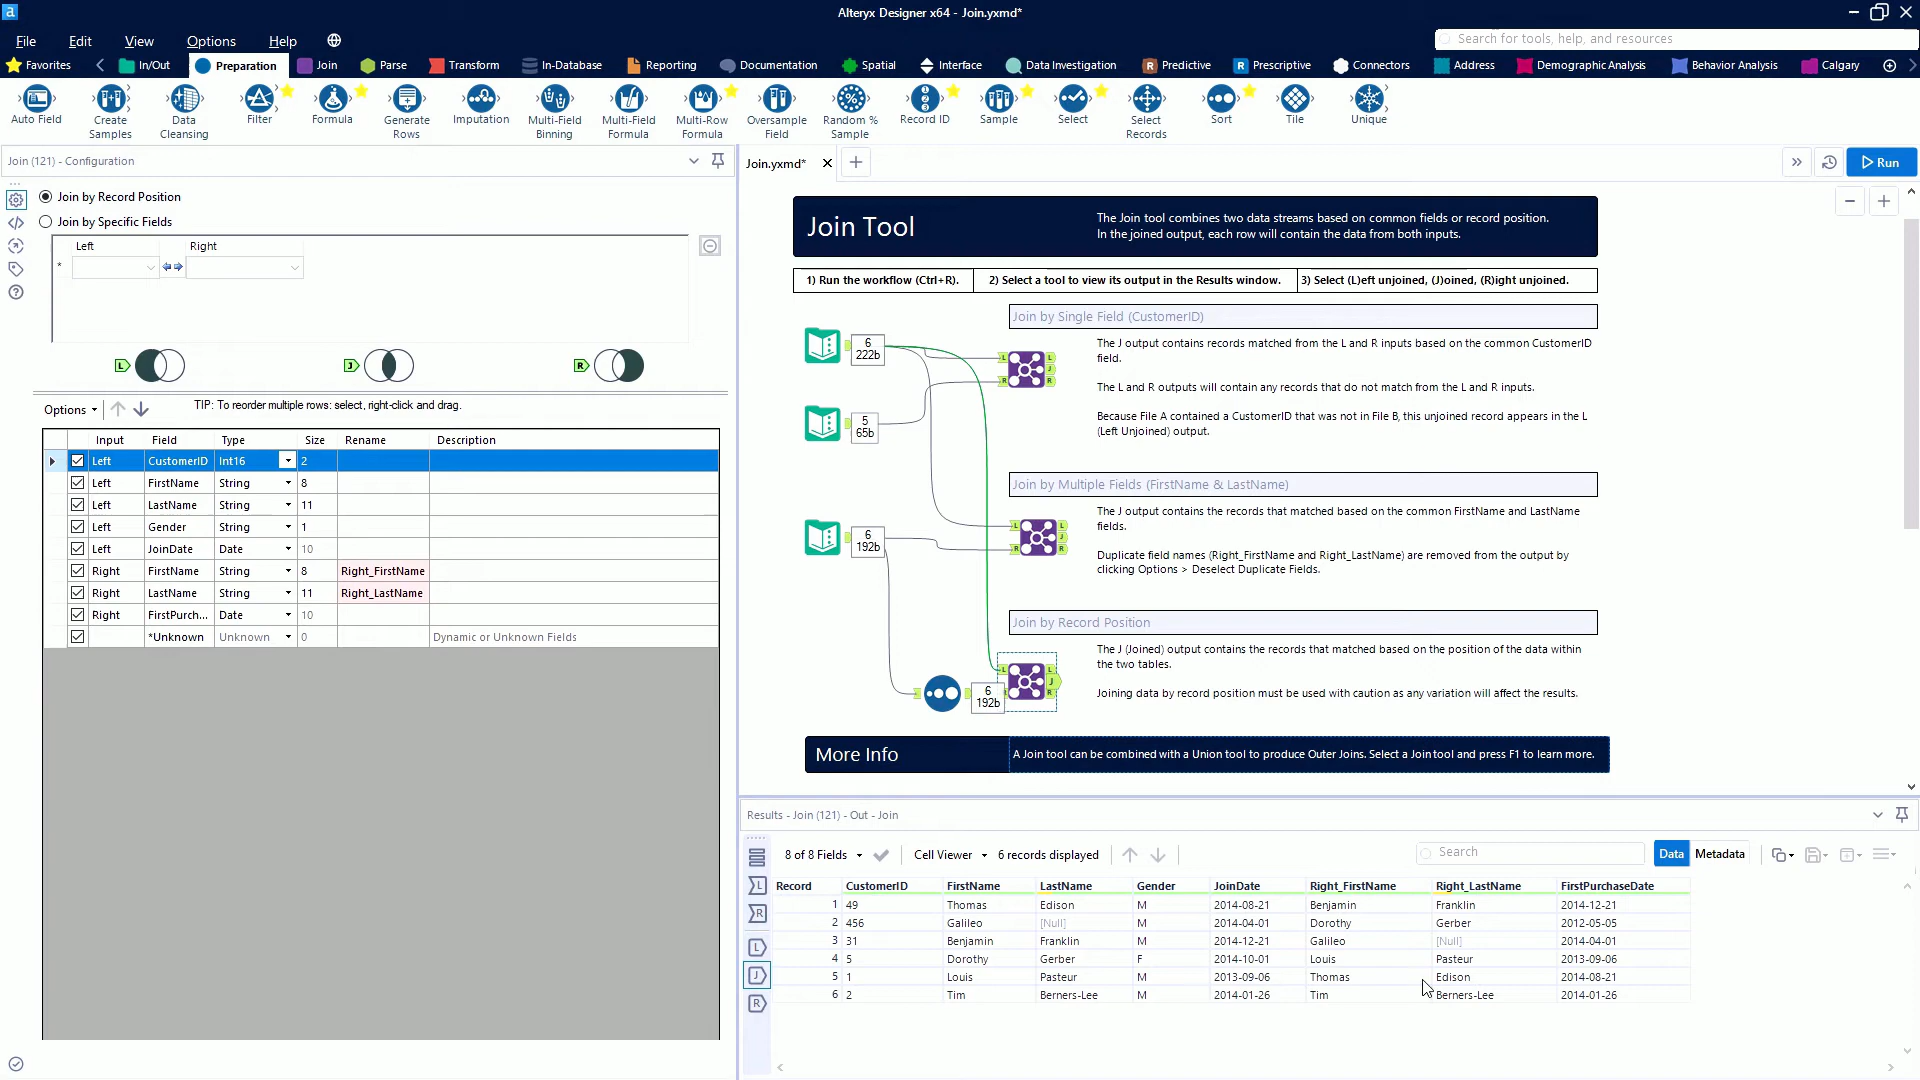 a
Alteryx Designer x64 - Join.yxmd*
File Edit View Options Help
Search for tools, help, and resources
Favorites In/Out Preparation Join Parse Transform In-Database Reporting Documentation Spatial Interface Data Investigation Predictive Prescriptive Connectors Address Demographic Analysis Behavior Analysis Calgary
Auto Field Create Samples Data Cleansing Filter Formula Generate Rows Imputation Multi-Field Binning Multi-Field Formula Multi-Row Formula Oversample Field Random % Sample Record ID Sample Select Select Records Sort Tile Unique
Join (121) - Configuration
Join by Record Position
Join by Specific Fields
Left Right
*
L J R
Options TIP: To reorder multiple rows: select, right-click and drag.
Input Field Type Size Rename Description
Left CustomerID Int16 2
Left FirstName String 8
Left LastName String 11
Left Gender String 1
Left JoinDate Date 10
Right FirstName String 8 Right_FirstName
Right LastName String 11 Right_LastName
Right FirstPurch... Date 10
*Unknown Unknown 0 Dynamic or Unknown Fields
Join.yxmd*
Run
Join Tool
The Join tool combines two data streams based on common fields or record position.
In the joined output, each row will contain the data from both inputs.
1) Run the workflow (Ctrl+R). 2) Select a tool to view its output in the Results window. 3) Select (L)eft unjoined, (J)oined, (R)ight unjoined.
Join by Single Field (CustomerID)
6
222b
L R L J R
5
65b
The J output contains records matched from the L and R inputs based on the common CustomerID
field.
The L and R outputs will contain any records that do not match from the L and R inputs.
Because File A contained a CustomerID that was not in File B, this unjoined record appears in the L
(Left Unjoined) output.
Join by Multiple Fields (FirstName & LastName)
6
192b
L R L J R
The J output contains the records that matched based on the common FirstName and LastName
fields.
Duplicate field names (Right_FirstName and Right_LastName) are removed from the output by
clicking Options > Deselect Duplicate Fields.
Join by Record Position
6
192b
L L J R
The J (Joined) output contains the records that matched based on the position of the data within
the two tables.
Joining data by record position must be used with caution as any variation will affect the results.
More Info
A Join tool can be combined with a Union tool to produce Outer Joins. Select a Join tool and press F1 to learn more.
Results - Join (121) - Out - Join
8 of 8 Fields Cell Viewer 6 records displayed Search Data Metadata
L R L J R
Record CustomerID FirstName LastName Gender JoinDate Right_FirstName Right_LastName FirstPurchaseDate
1 49 Thomas Edison M 2014-08-21 Benjamin Franklin 2014-12-21
2 456 Galileo [Null] M 2014-04-01 Dorothy Gerber 2012-05-05
3 31 Benjamin Franklin M 2014-12-21 Galileo [Null] 2014-04-01
4 5 Dorothy Gerber F 2014-10-01 Louis Pasteur 2013-09-06
5 1 Louis Pasteur M 2013-09-06 Thomas Edison 2014-08-21
6 2 Tim Berners-Lee M 2014-01-26 Tim Berners-Lee 2014-01-26